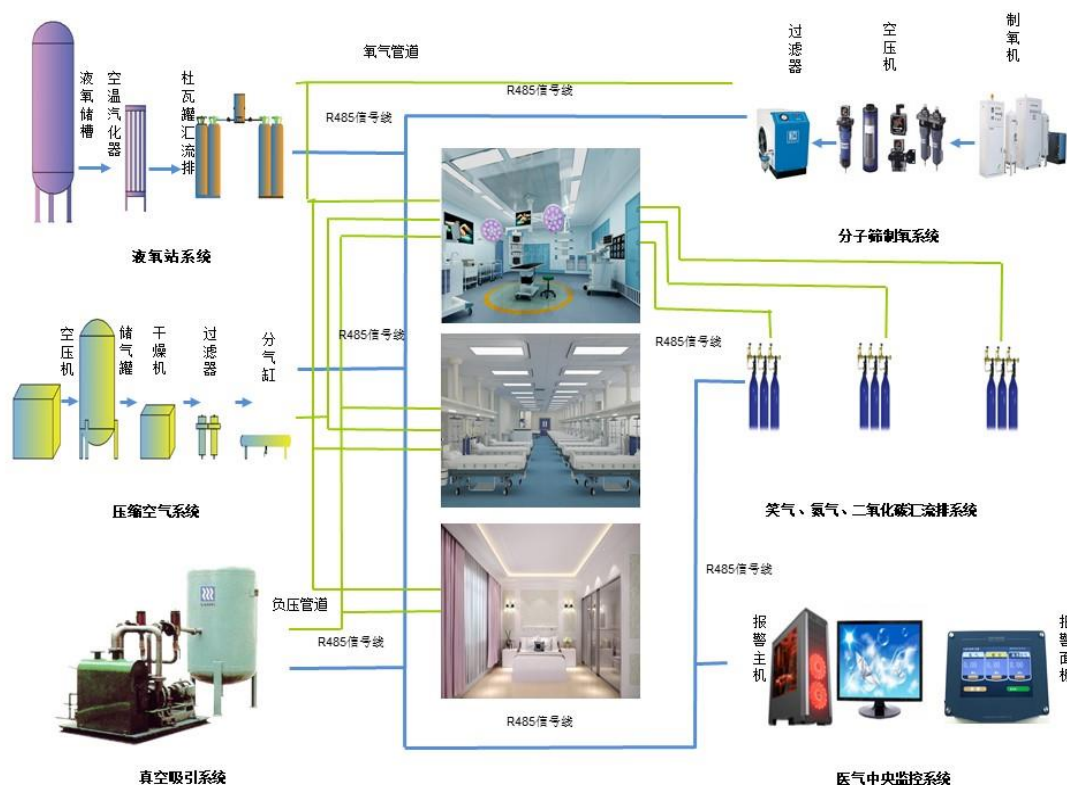 氧气管道
R485信号线
R485信号线
液氧储槽
空温汽化器
杜瓦罐汇流排
液氧站系统
过滤器
空压机
制氧机
分子筛制氧系统
空压机
储气罐
干燥机
过滤器
分气缸
R485信号线
压缩空气系统
R485信号线
笑气、氮气、二氧化碳汇流排系统
负压管道
R485信号线
真空吸引系统
R485信号线
R485信号线
报警主机
报警面机
医气中央监控系统